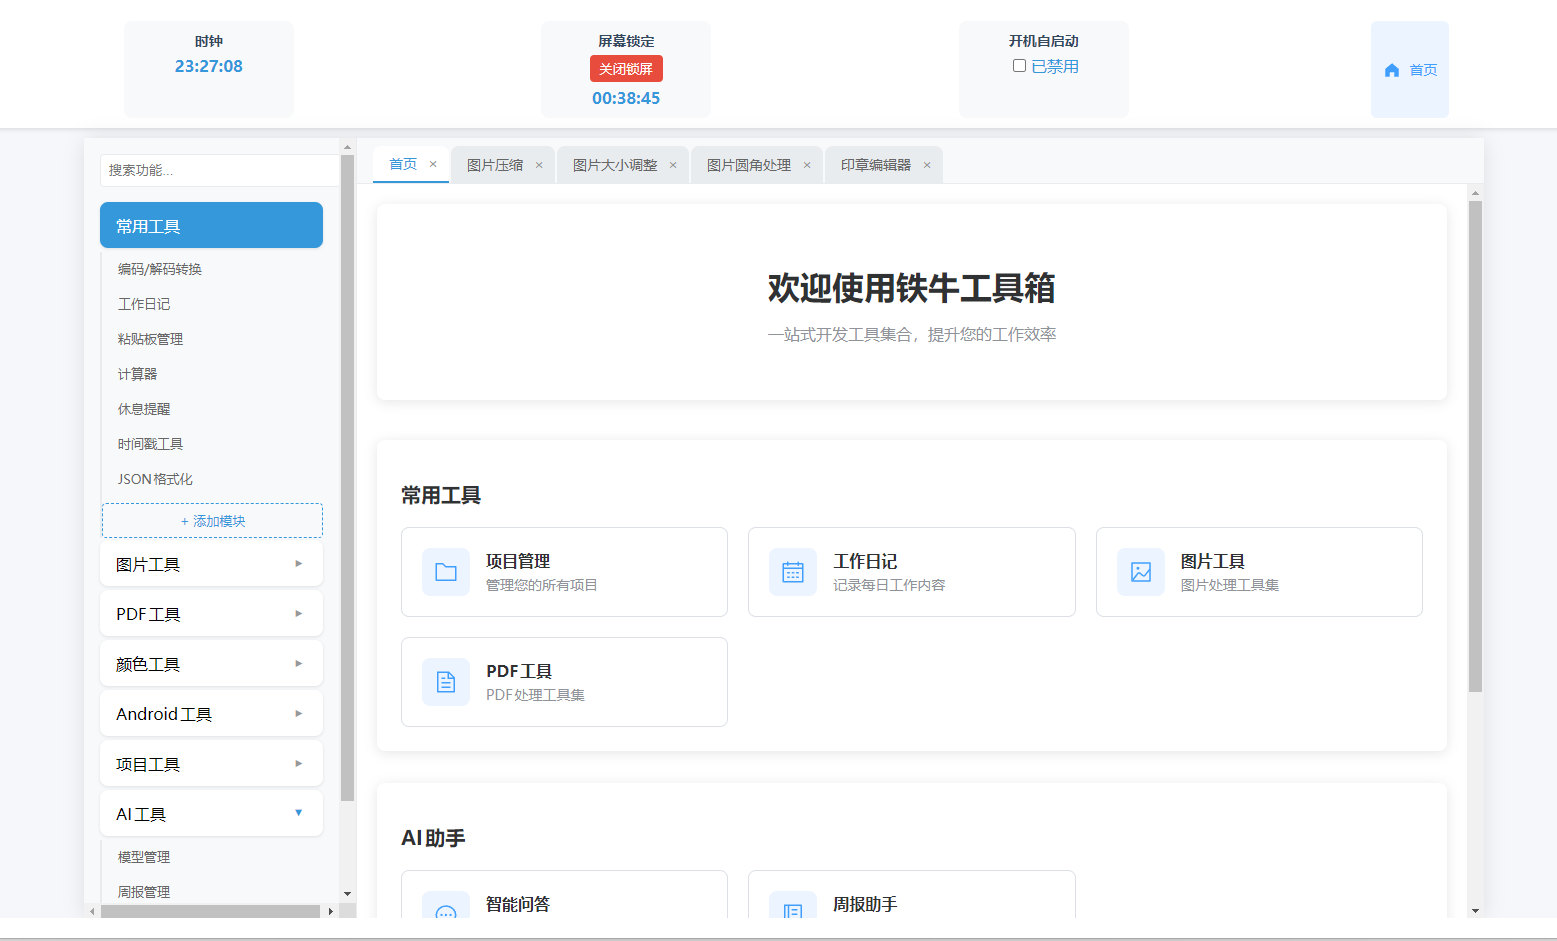 时钟
23:27:08
屏幕锁定
关闭锁屏
00:38:45
开机自启动
已禁用
首页
搜索功能...
常用工具
编码/解码转换
工作日记
粘贴板管理
计算器
休息提醒
时间戳工具
JSON格式化
+ 添加模块
图片工具
PDF工具
颜色工具
Android工具
项目工具
AI工具
模型管理
周报管理
首页 × 图片压缩 × 图片大小调整 × 图片圆角处理 × 印章编辑器 ×
欢迎使用铁牛工具箱
一站式开发工具集合，提升您的工作效率
常用工具
项目管理
管理您的所有项目
工作日记
记录每日工作内容
图片工具
图片处理工具集
PDF工具
PDF处理工具集
AI助手
智能问答
周报助手